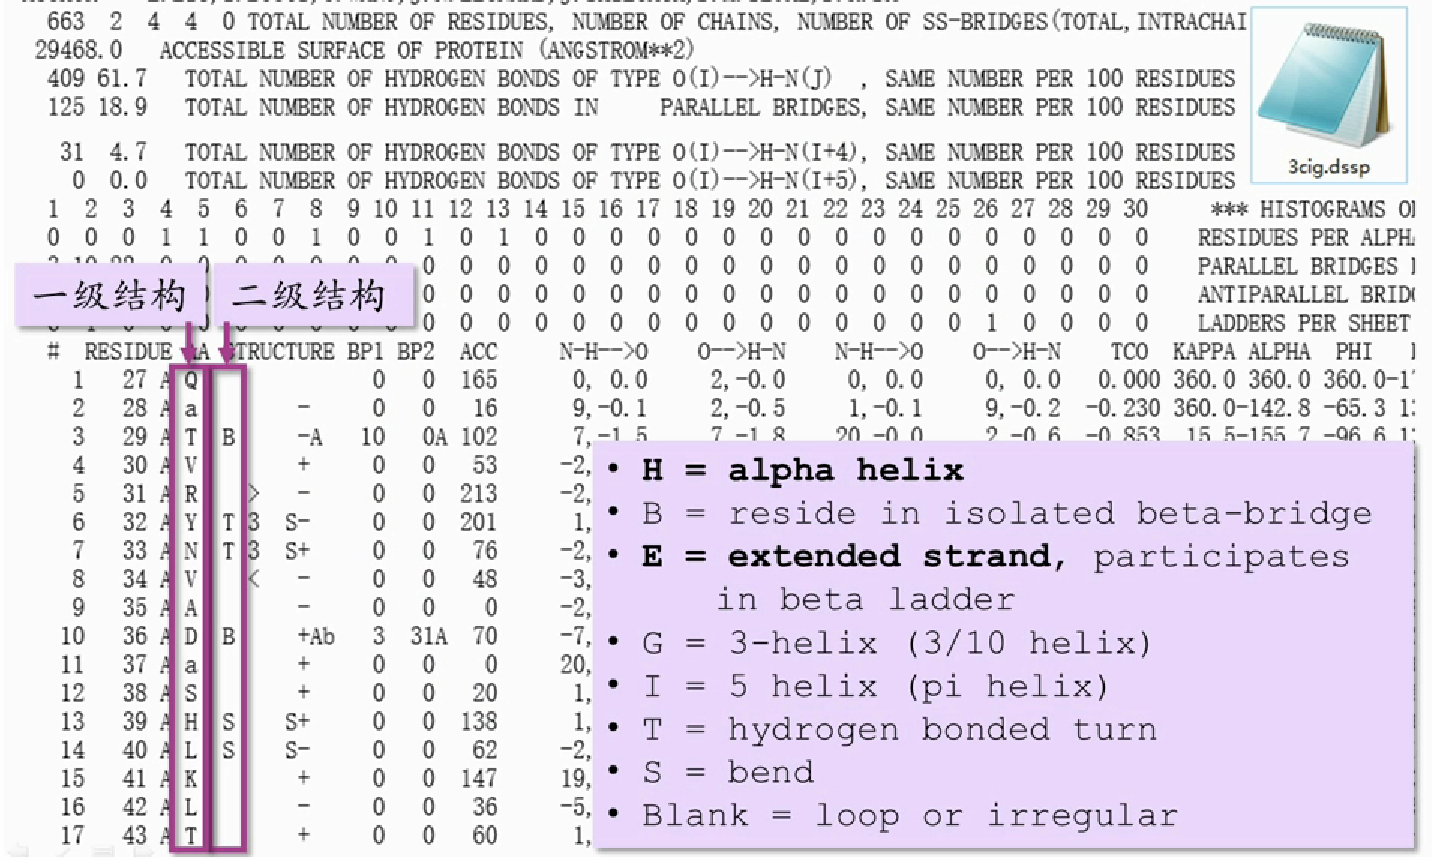 663 2 4 4 0 TOTAL NUMBER OF RESIDUES, NUMBER OF CHAINS, NUMBER OF SS-BRIDGES(TOTAL, INTRACHAI
29468.0 ACCESSIBLE SURFACE OF PROTEIN (ANGSTROM**2)
409 61.7 TOTAL NUMBER OF HYDROGEN BONDS OF TYPE O(I)-->H-N(J) , SAME NUMBER PER 100 RESIDUES
125 18.9 TOTAL NUMBER OF HYDROGEN BONDS IN PARALLEL BRIDGES, SAME NUMBER PER 100 RESIDUES
31 4.7 TOTAL NUMBER OF HYDROGEN BONDS OF TYPE O(I)-->H-N(I+4), SAME NUMBER PER 100 RESIDUES
0 0.0 TOTAL NUMBER OF HYDROGEN BONDS OF TYPE O(I)-->H-N(I+5), SAME NUMBER PER 100 RESIDUES
3cig.dssp
1 2 3 4 5 6 7 8 9 10 11 12 13 14 15 16 17 18 19 20 21 22 23 24 25 26 27 28 29 30 *** HISTOGRAMS O
0 0 0 1 1 0 0 1 0 0 1 0 1 0 0 0 0 0 0 0 0 0 0 0 0 0 0 0 0 0 RESIDUES PER ALPH
0 0 0 0 0 0 0 0 0 0 0 0 0 0 0 0 0 0 0 0 PARALLEL BRIDGES
0 0 0 0 0 0 0 0 0 0 0 0 0 0 0 0 0 0 0 0 ANTIPARALLEL BRID
0 0 0 0 0 0 0 0 0 0 0 0 0 0 0 1 0 0 0 0 LADDERS PER SHEET
一级结构
二级结构
# RESIDUE A STRUCTURE BP1 BP2 ACC N-H-->O O-->H-N N-H-->O O-->H-N TCO KAPPA ALPHA PHI
1 27 A Q 0 0 165 0, 0.0 2,-0.0 0, 0.0 0, 0.0 0.000 360.0 360.0 360.0-1
2 28 A a - 0 0 16 9,-0.1 2,-0.5 1,-0.1 9,-0.2 -0.230 360.0-142.8 -65.3 1
3 29 A T B -A 10 0A 102 7,-1.5 7,-1.8 20,-0.0 2,-0.6 -0.853 15.5-155.7 -96.6 1
4 30 A V + 0 0 53 -2,
5 31 A R > - 0 0 213 -2,
6 32 A Y T 3 S- 0 0 201 1,
7 33 A N T 3 S+ 0 0 76 -2,
8 34 A V < - 0 0 48 -3,
9 35 A A - 0 0 0 -2,
10 36 A D B +Ab 3 31A 70 -7,
11 37 A a + 0 0 0 20,
12 38 A S + 0 0 20 1,
13 39 A H S S+ 0 0 138 1,
14 40 A L S S- 0 0 62 -2,
15 41 A K + 0 0 147 19,
16 42 A L - 0 0 36 -5,
17 43 A T + 0 0 60 1,
• H = alpha helix
• B = reside in isolated beta-bridge
• E = extended strand, participates
in beta ladder
• G = 3-helix (3/10 helix)
• I = 5 helix (pi helix)
• T = hydrogen bonded turn
• S = bend
• Blank = loop or irregular